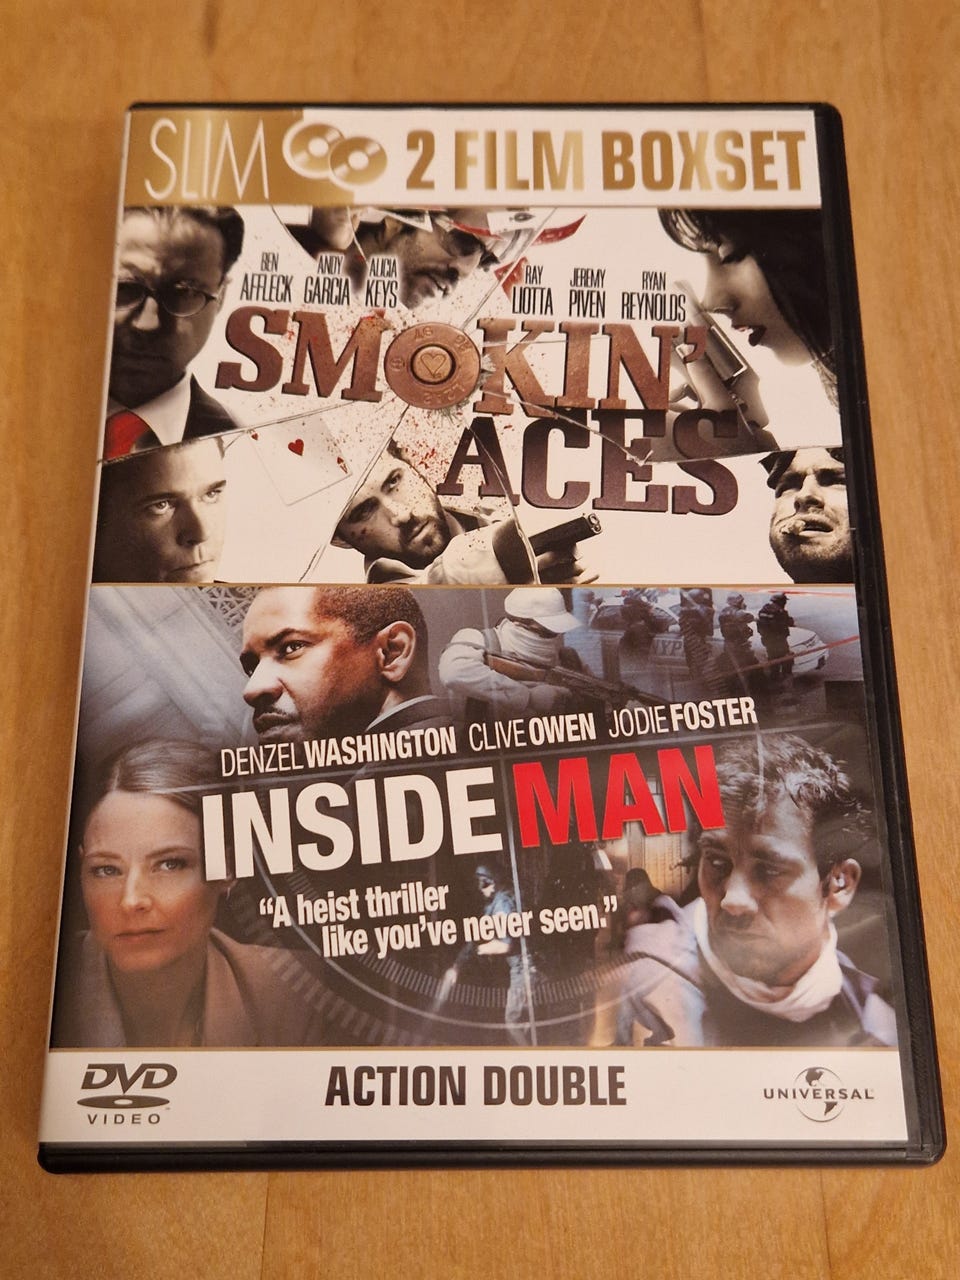 SLIM 2 FILM BOXSET
BEN AFFLECK ANDY GARCIA ALICIA KEYS RAY LIOTTA JEREMY PIVEN RYAN REYNOLDS
SMOKIN'
ACES
NYP
DENZEL WASHINGTON CLIVE OWEN JODIE FOSTER
INSIDE MAN
“A heist thriller
like you've never seen.”
DVD
VIDEO
ACTION DOUBLE
UNIVERSAL